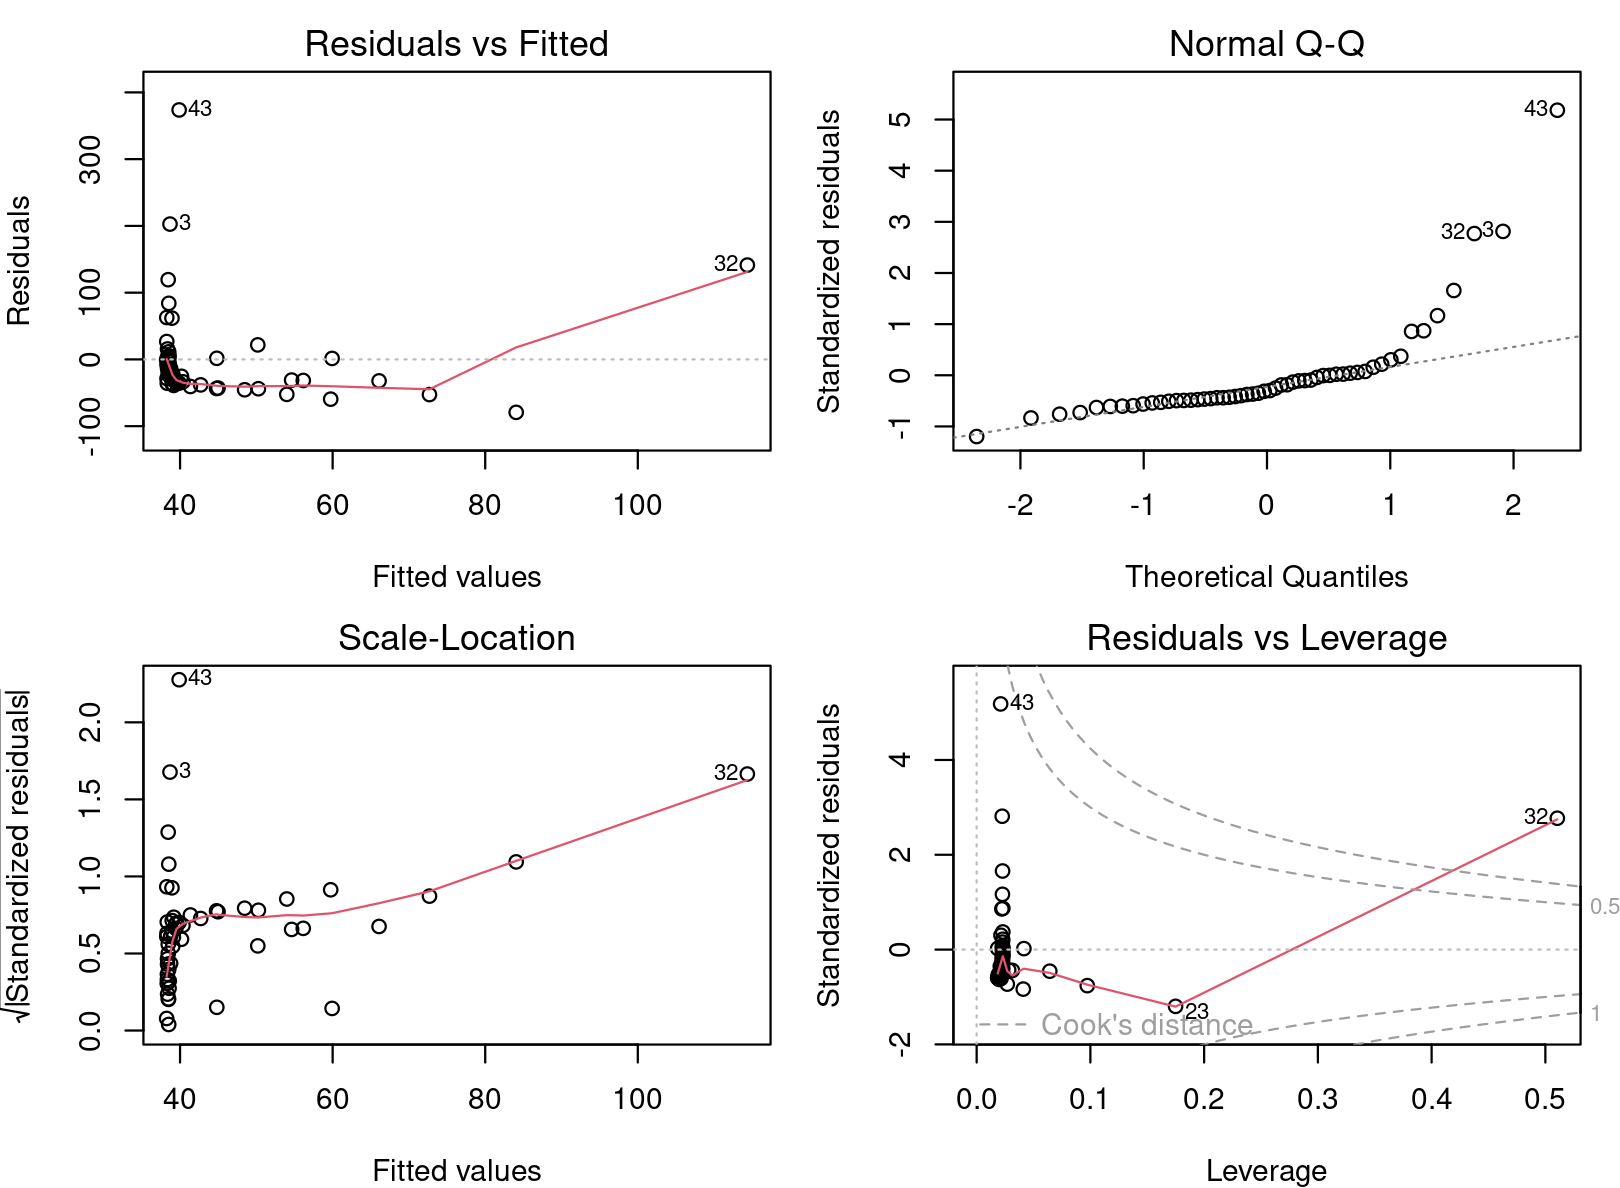 Residuals vs Fitted
Residuals
-100 0 100 300
43
3
32
40 60 80 100
Fitted values
Normal Q-Q
Standardized residuals
-1 0 1 2 3 4 5
43
32
3
-2 -1 0 1 2
Theoretical Quantiles
Scale-Location
√|Standardized residuals|
0.0 0.5 1.0 1.5 2.0
43
3
32
40 60 80 100
Fitted values
Residuals vs Leverage
Standardized residuals
-2 0 2 4
43
32
0.5
23
1
Cook's distance
0.0 0.1 0.2 0.3 0.4 0.5
Leverage